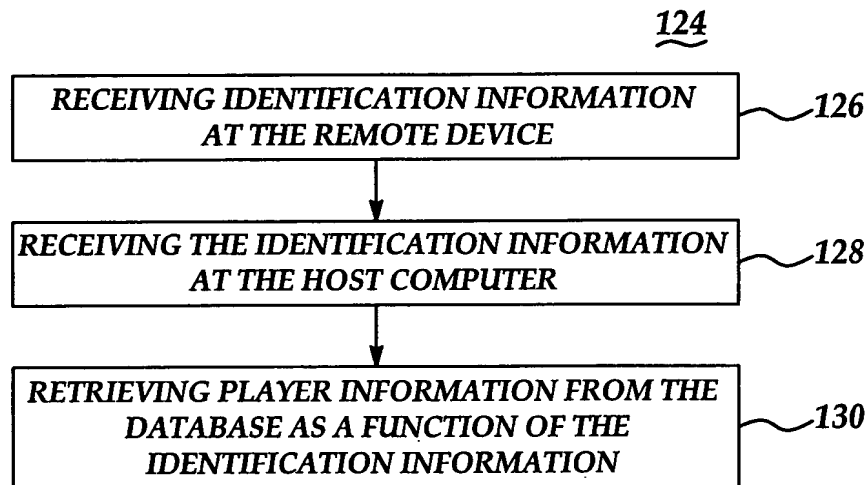 124
RECEIVING IDENTIFICATION INFORMATION
AT THE REMOTE DEVICE
126
RECEIVING THE IDENTIFICATION INFORMATION
AT THE HOST COMPUTER
128
RETRIEVING PLAYER INFORMATION FROM THE
DATABASE AS A FUNCTION OF THE
IDENTIFICATION INFORMATION
130